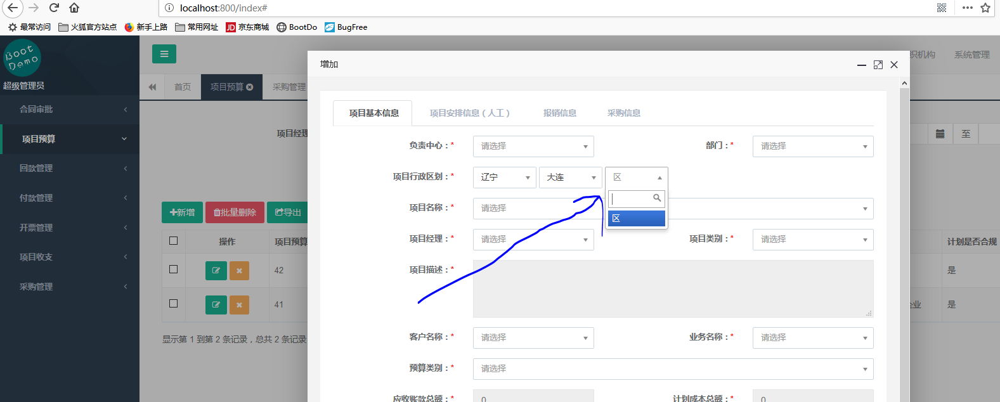 localhost:800/index#
最常访问 火狐官方站点 新手上路 常用网址 JD 京东商城 BootDo BugFree
Boot
Demo
超级管理员
合同审批
项目预算
回款管理
付款管理
开票管理
项目收支
采购管理
首页 项目预算 采购管理
织机构 系统管理
项目经理
至
新增 批量删除 导出
操作 项目预算 计划是否合规
42 是
41 企业 是
显示第 1 到第 2 条记录，总共 2 条记录
增加
项目基本信息 项目安排信息（人工） 报销信息 采购信息
负责中心：* 请选择 部门：* 请选择
项目行政区划：* 辽宁 大连 区
区
项目名称：* 请选择
项目经理：* 请选择 项目类别：* 请选择
项目描述：*
客户名称：* 请选择 业务名称：* 请选择
预算类别：* 请选择
应收账款总额：* 0 计划成本总额：* 0